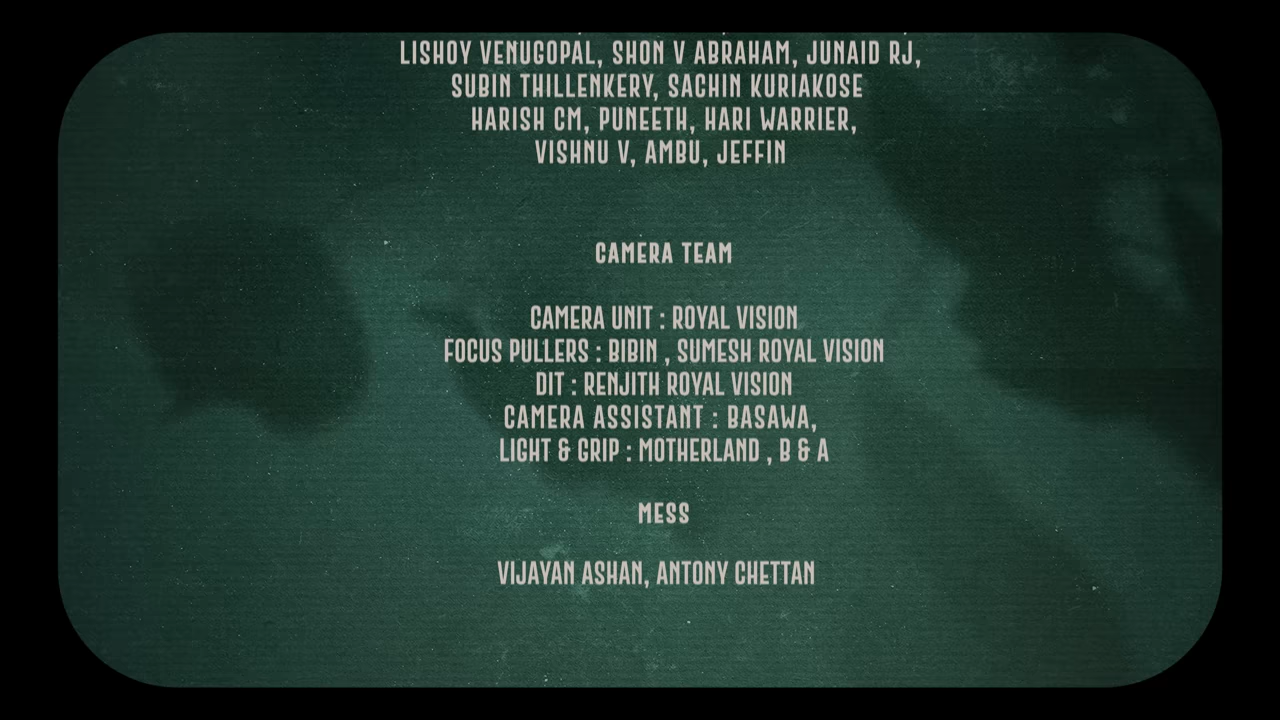 LISHOY VENUGOPAL, SHON V ABRAHAM, JUNAID RJ,
SUBIN THILLENKERY, SACHIN KURIAKOSE
HARISH CM, PUNEETH, HARI WARRIER,
VISHNU V, AMBU, JEFFIN
CAMERA TEAM
CAMERA UNIT : ROYAL VISION
FOCUS PULLERS : BIBIN , SUMESH ROYAL VISION
DIT : RENJITH ROYAL VISION
CAMERA ASSISTANT : BASAWA,
LIGHT & GRIP : MOTHERLAND , B & A
MESS
VIJAYAN ASHAN, ANTONY CHETTAN